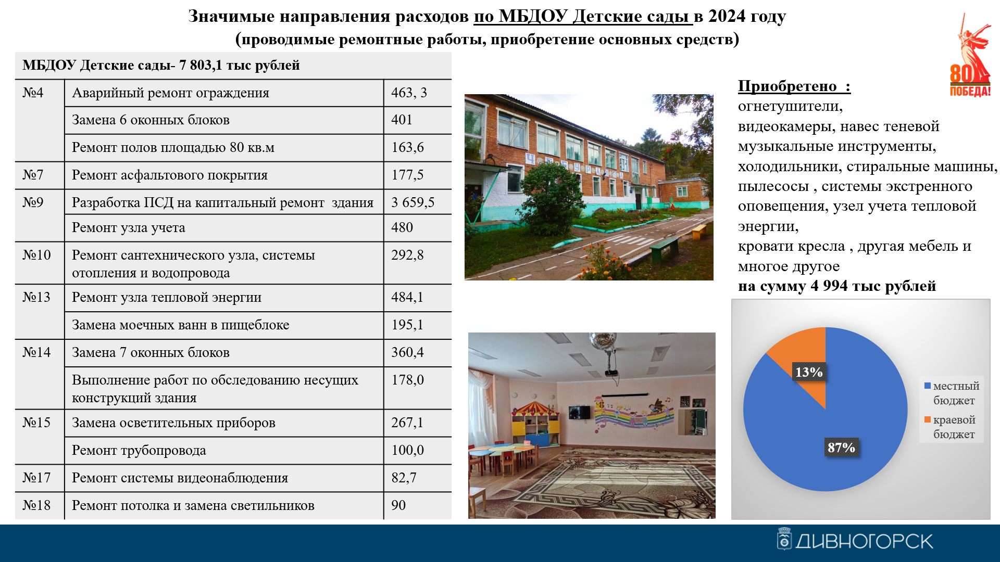 Значимые направления расходов по МБДОУ Детские сады в 2024 году
(проводимые ремонтные работы, приобретение основных средств)
МБДОУ Детские сады- 7 803,1 тыс рублей
№4 Аварийный ремонт ограждения 463, 3
Замена 6 оконных блоков 401
Ремонт полов площадью 80 кв.м 163,6
№7 Ремонт асфальтового покрытия 177,5
№9 Разработка ПСД на капитальный ремонт  здания 3 659,5
Ремонт узла учета 480
№10 Ремонт сантехнического узла, системы 292,8
отопления и водопровода
№13 Ремонт узла тепловой энергии 484,1
Замена моечных ванн в пищеблоке 195,1
№14 Замена 7 оконных блоков 360,4
Выполнение работ по обследованию несущих 178,0
конструкций здания
№15 Замена осветительных приборов 267,1
Ремонт трубопровода 100,0
№17 Ремонт системы видеонаблюдения 82,7
№18 Ремонт потолка и замена светильников 90
ЧЕБУРАШКА
80
ПОБЕДА!
Приобретено  :
огнетушители,
видеокамеры, навес теневой
музыкальные инструменты,
холодильники, стиральные машины,
пылесосы , системы экстренного
оповещения, узел учета тепловой
энергии,
кровати кресла , другая мебель и
многое другое
на сумму 4 994 тыс рублей
13%
87%
местный
бюджет
краевой
бюджет
ДИВНОГОРСК